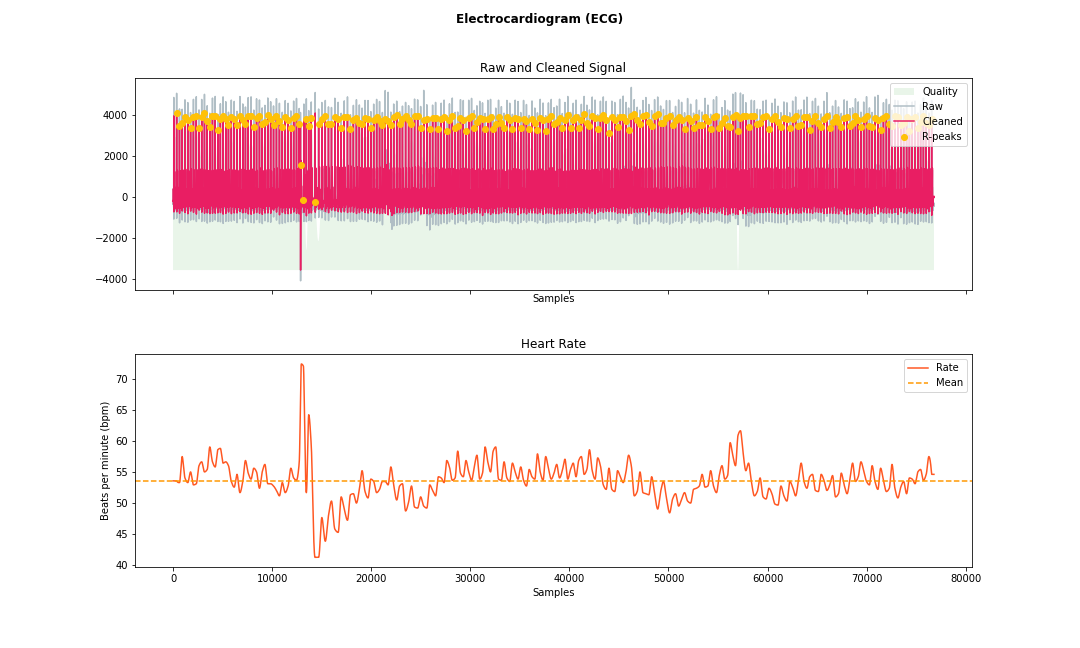 Electrocardiogram (ECG)
Raw and Cleaned Signal
4000
2000
0
−2000
−4000
Quality
Raw
Cleaned
R-peaks
Samples
Heart Rate
Beats per minute (bpm)
70
65
60
55
50
45
40
Rate
Mean
0 10000 20000 30000 40000 50000 60000 70000 80000
Samples